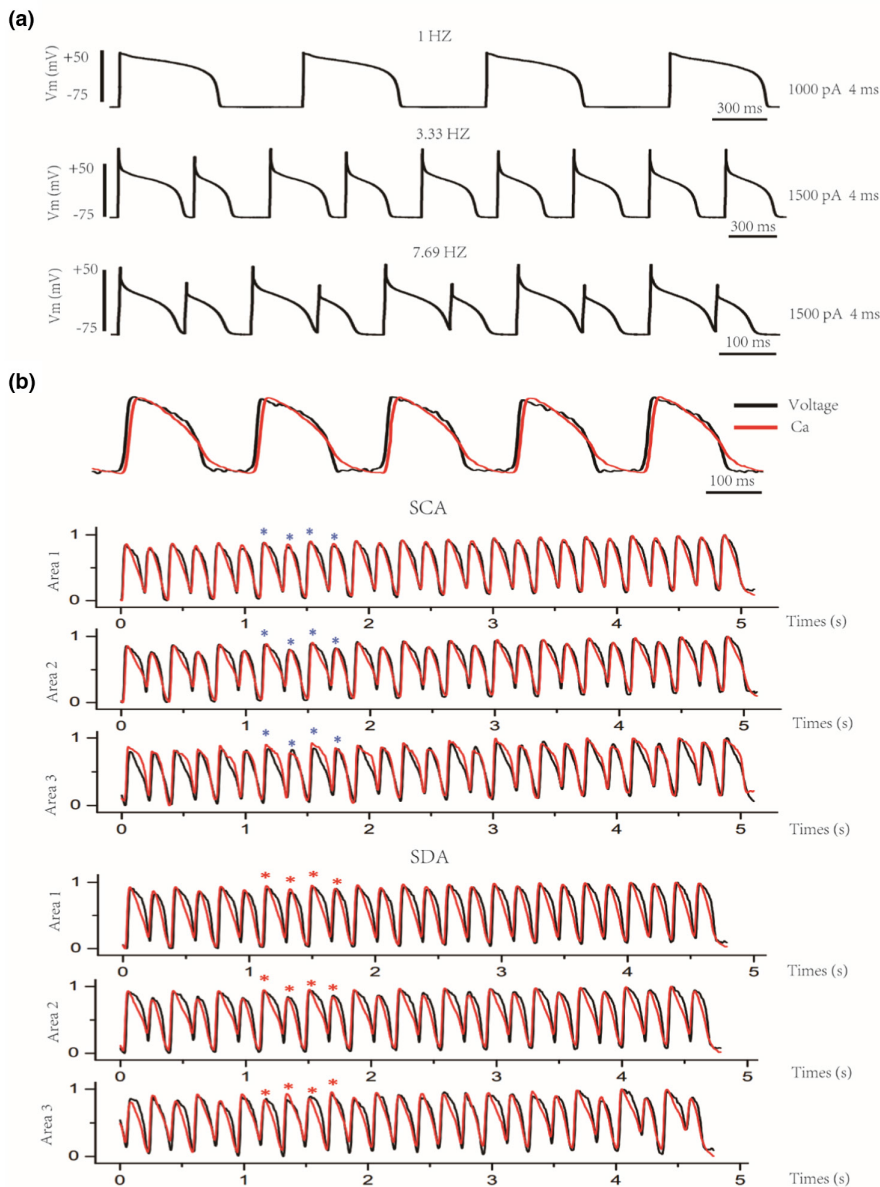 (a)
1 HZ
Vm (mV)
+50
-75
1000 pA 4 ms
300 ms
3.33 HZ
Vm (mV)
+50
-75
1500 pA 4 ms
300 ms
7.69 HZ
Vm (mV)
+50
-75
1500 pA 4 ms
100 ms
(b)
Voltage
Ca
100 ms
SCA
* * * *
Area 1
1
0
0 1 2 3 4 5 Times (s)
* * * *
Area 2
1
0
0 1 2 3 4 5 Times (s)
* * * *
Area 3
1
0
0 1 2 3 4 5 Times (s)
SDA
* * * *
Area 1
1
0
0 1 2 3 4 5 Times (s)
* * * *
Area 2
1
0
0 1 2 3 4 5 Times (s)
* * * *
Area 3
1
0
0 1 2 3 4 5 Times (s)